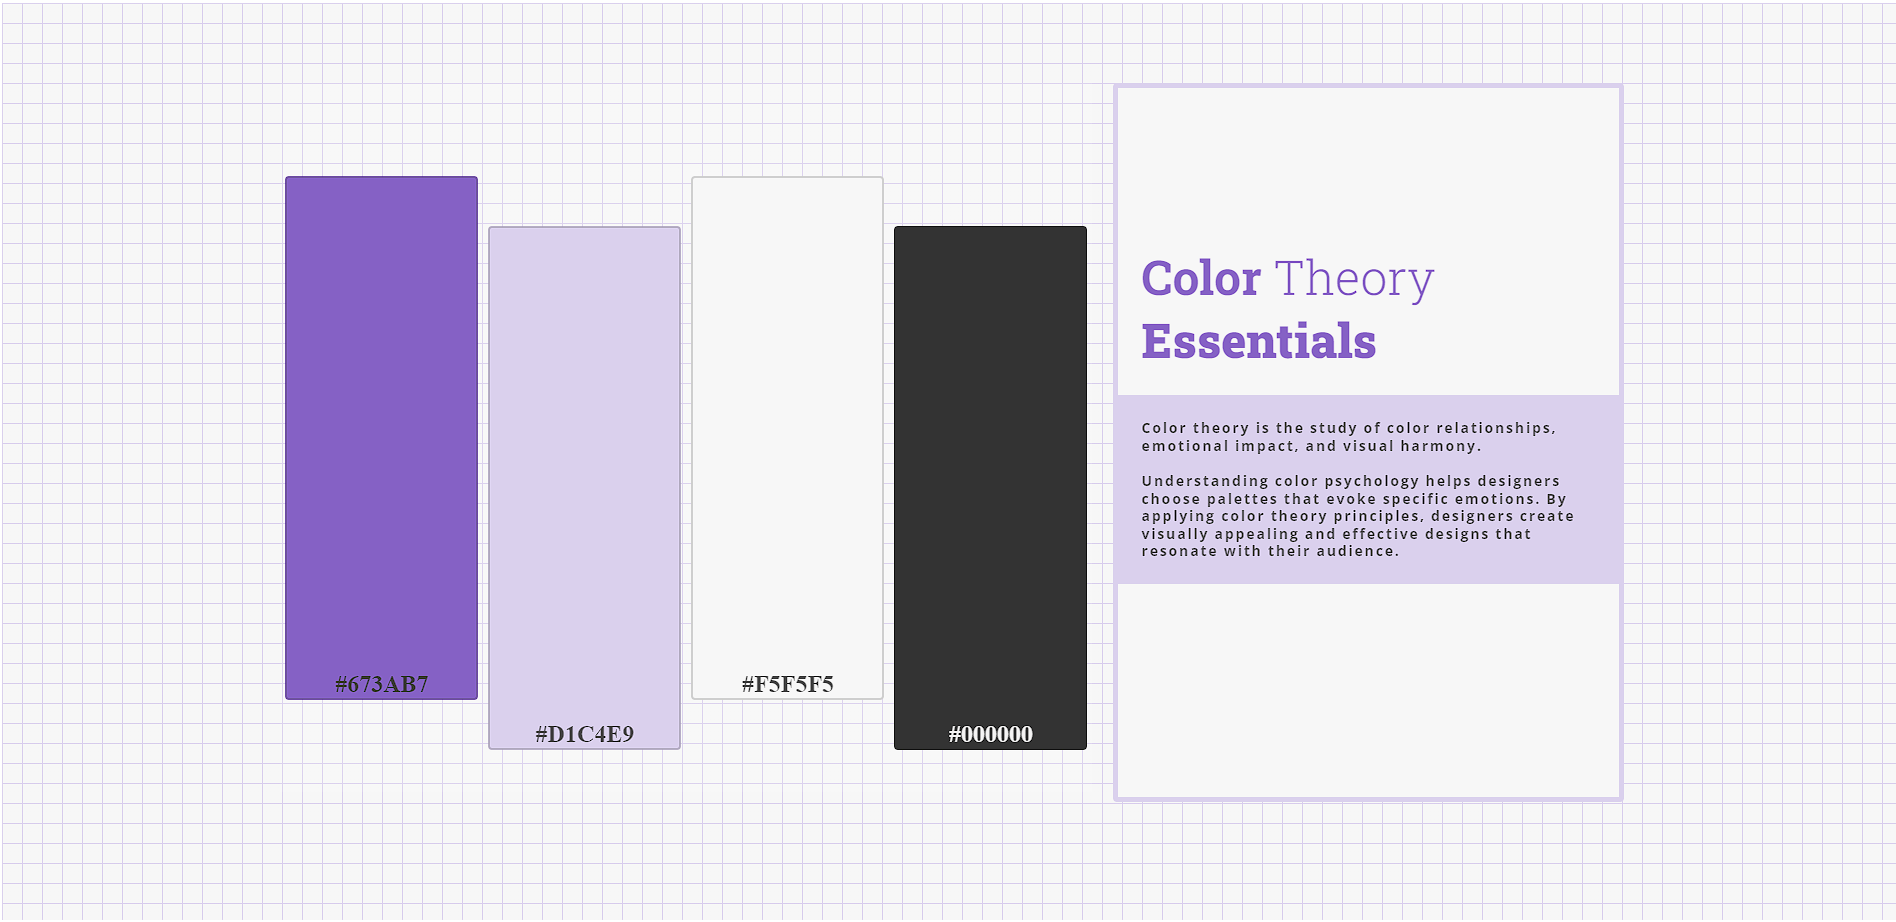 #673AB7
#D1C4E9
#F5F5F5
#000000
Color Theory
Essentials
Color theory is the study of color relationships,
emotional impact, and visual harmony.
Understanding color psychology helps designers
choose palettes that evoke specific emotions. By
applying color theory principles, designers create
visually appealing and effective designs that
resonate with their audience.